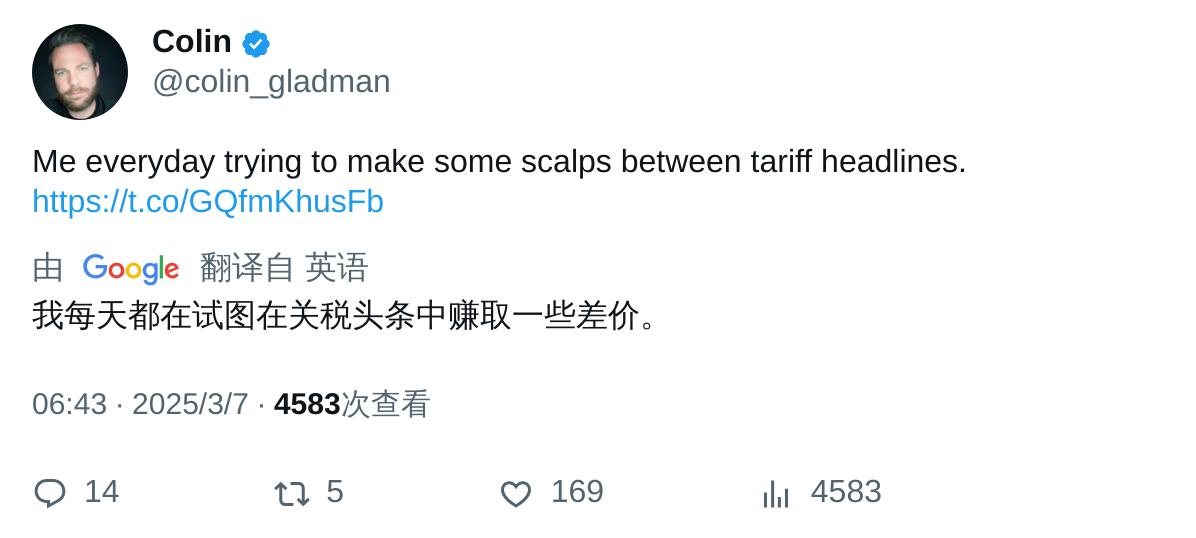 Colin
@colin_gladman
Me everyday trying to make some scalps between tariff headlines.
https://t.co/GQfmKhusFb
由 Google 翻译自 英语
我每天都在试图在关税头条中赚取一些差价。
06:43 · 2025/3/7 · 4583次查看
14 5 169 4583